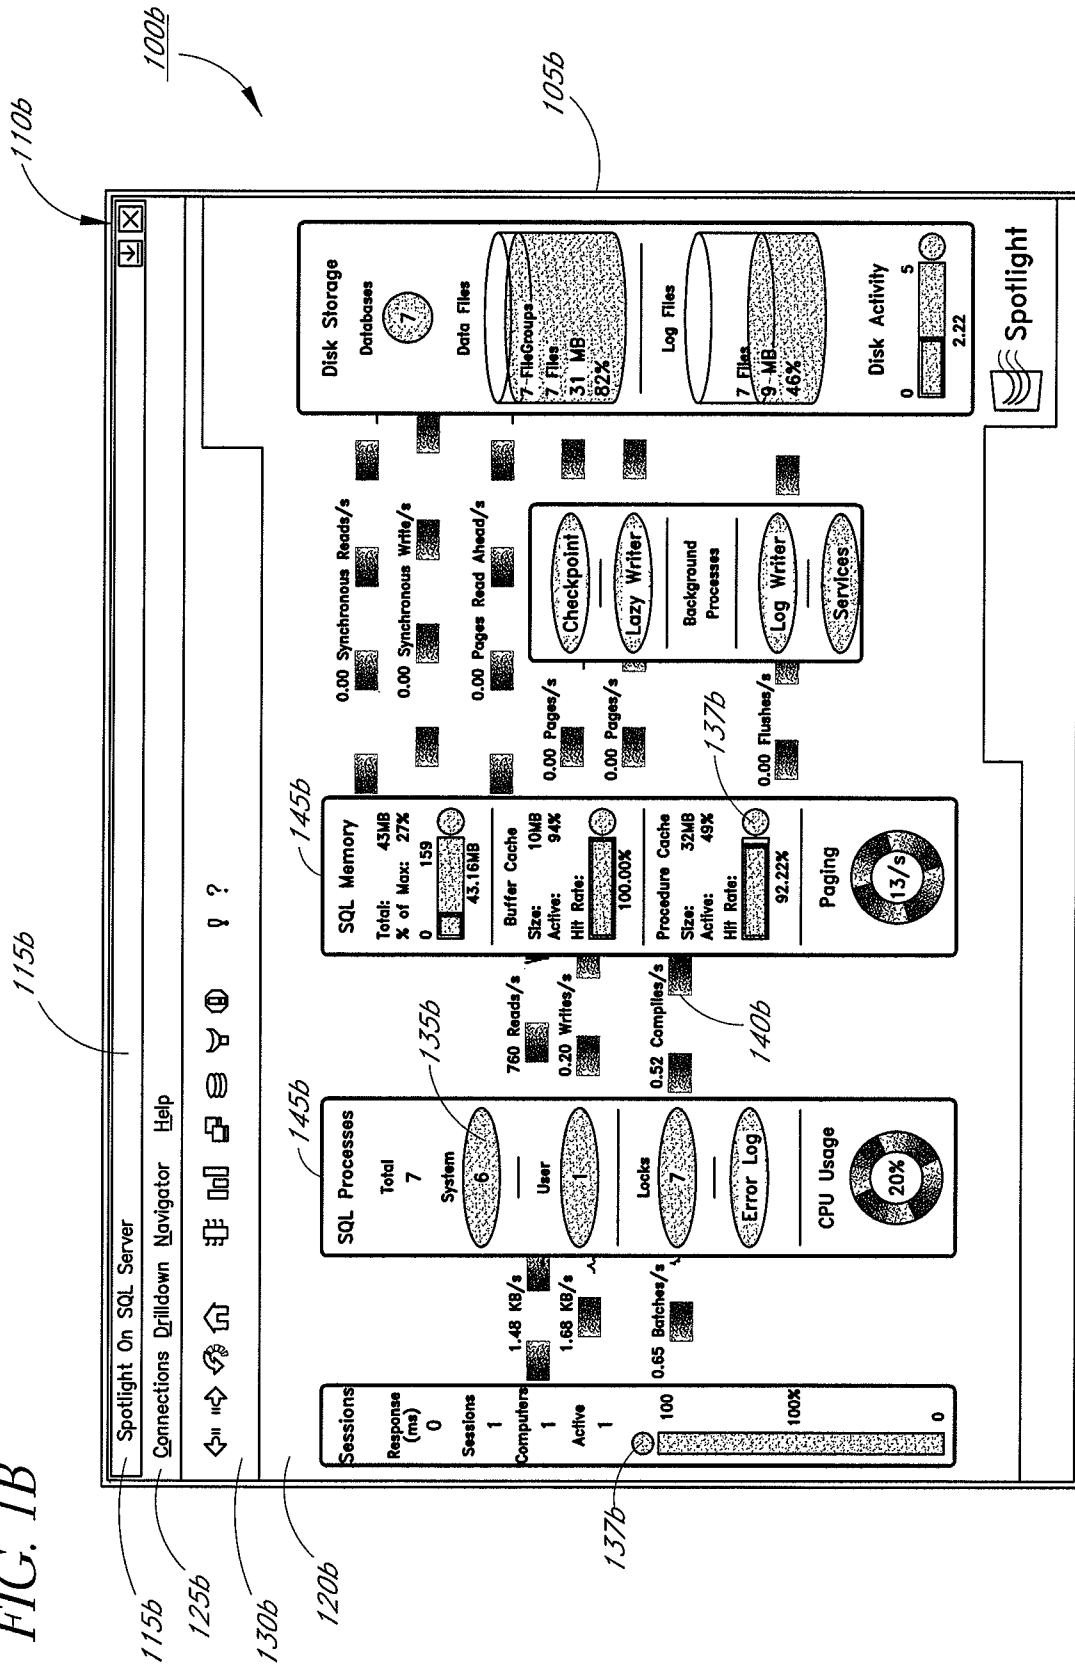 FIG. 1B
100b
110b
115b
105b
115b
125b
130b
120b
Spotlight On SQL Server
Connections Drilldown Navigator Help
! ?
Sessions
Response
(ms)
0
Sessions
1
Computers
1
Active
1
137b
100
100%
0
1.48 KB/s
1.68 KB/s
0.65 Batches/s
145b
SQL Processes
Total
7
System
6
135b
User
1
Locks
7
Error Log
CPU Usage
20%
760 Reads/s
0.20 Writes/s
0.52 Compiles/s
140b
145b
SQL Memory
Total: 43MB
% of Max: 27%
0 159
43.16MB
Buffer Cache
Size: 10MB
Active: 94%
Hit Rate:
100.00%
Procedure Cache
Size: 32MB
Active: 49%
Hit Rate:
92.22%
137b
Paging
13/s
0.00 Synchronous Reads/s
0.00 Synchronous Write/s
0.00 Pages Read Ahead/s
0.00 Pages/s
0.00 Pages/s
0.00 Flushes/s
Checkpoint
Lazy Writer
Background
Processes
Log Writer
Services
Disk Storage
Databases
7
Data Files
7-FileGroups
7 Files
31 MB
82%
Log Files
7 Files
9 MB
46%
Disk Activity
0 5
2.22
Spotlight